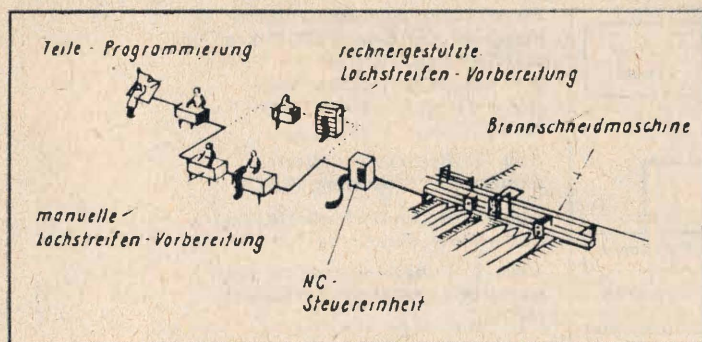 Teile - Programmierung
rechnergestützte
Lochstreifen - Vorbereitung
Brennschneidmaschine
manuelle
Lochstreifen - Vorbereitung
NC -
Steuereinheit